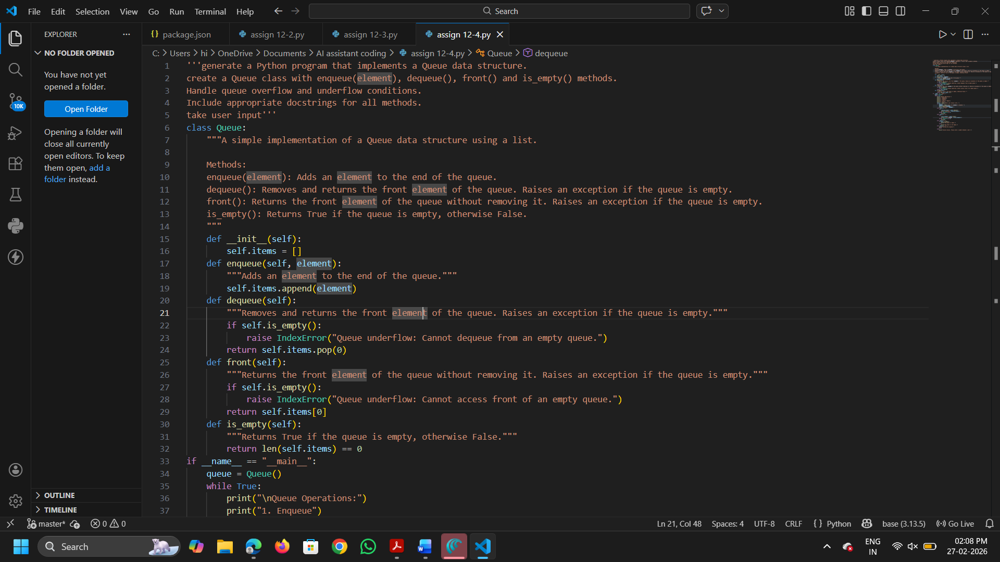 File Edit Selection View Go Run Terminal Help
Search
EXPLORER
NO FOLDER OPENED
You have not yet
opened a folder.
Open Folder
Opening a folder will
close all currently
open editors. To keep
them open, add a
folder instead.
OUTLINE
TIMELINE
10K
package.json
assign 12-2.py
assign 12-3.py
assign 12-4.py
C: > Users > hi > OneDrive > Documents > AI assistant coding > assign 12-4.py > Queue > dequeue
1 '''generate a Python program that implements a Queue data structure.
2 create a Queue class with enqueue(element), dequeue(), front() and is_empty() methods.
3 Handle queue overflow and underflow conditions.
4 Include appropriate docstrings for all methods.
5 take user input'''
6 class Queue:
7     """A simple implementation of a Queue data structure using a list.
8
9     Methods:
10     enqueue(element): Adds an element to the end of the queue.
11     dequeue(): Removes and returns the front element of the queue. Raises an exception if the queue is empty.
12     front(): Returns the front element of the queue without removing it. Raises an exception if the queue is empty.
13     is_empty(): Returns True if the queue is empty, otherwise False.
14     """
15     def __init__(self):
16         self.items = []
17     def enqueue(self, element):
18         """Adds an element to the end of the queue."""
19         self.items.append(element)
20     def dequeue(self):
21         """Removes and returns the front element of the queue. Raises an exception if the queue is empty."""
22         if self.is_empty():
23             raise IndexError("Queue underflow: Cannot dequeue from an empty queue.")
24         return self.items.pop(0)
25     def front(self):
26         """Returns the front element of the queue without removing it. Raises an exception if the queue is empty."""
27         if self.is_empty():
28             raise IndexError("Queue underflow: Cannot access front of an empty queue.")
29         return self.items[0]
30     def is_empty(self):
31         """Returns True if the queue is empty, otherwise False."""
32         return len(self.items) == 0
33 if __name__ == "__main__":
34     queue = Queue()
35     while True:
36         print("\nQueue Operations:")
37         print("1. Enqueue")
master* 0 0
Ln 21, Col 48 Spaces: 4 UTF-8 CRLF { } Python base (3.13.5) Go Live
Search
ENG
IN
02:08 PM
27-02-2026